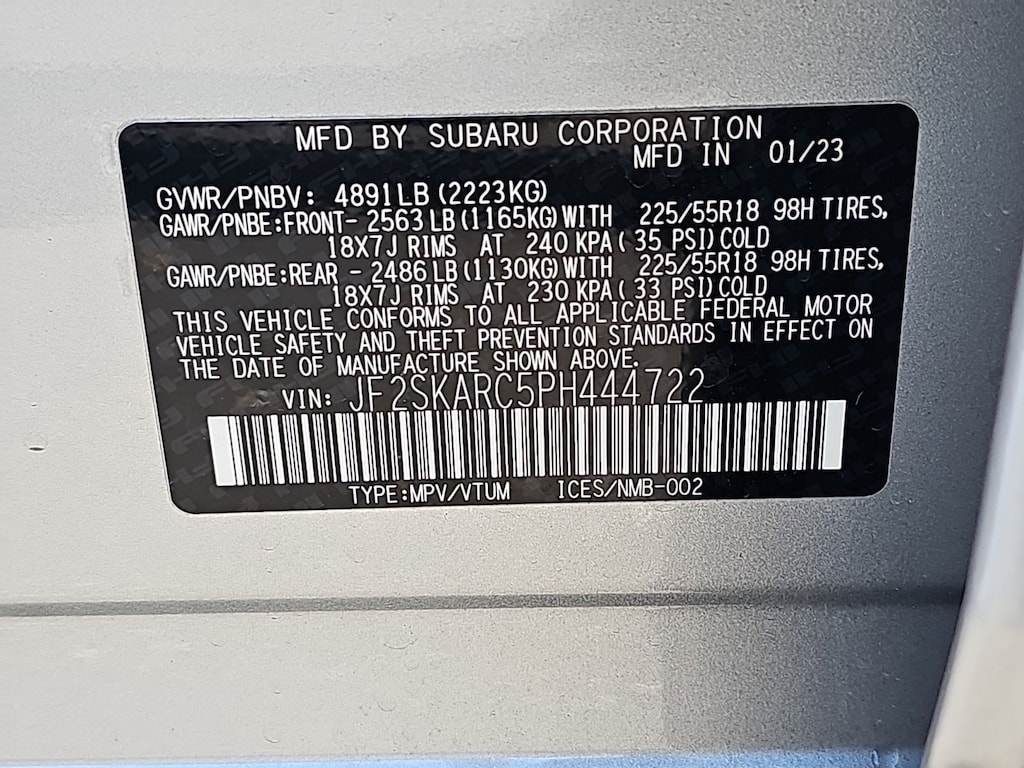 MFD BY SUBARU CORPORATION
MFD IN 01/23
GVWR/PNBV: 4891LB (2223KG)
GAWR/PNBE:FRONT- 2563 LB (1165KG) WITH 225/55R18 98H TIRES,
18X7J RIMS AT 240 KPA ( 35 PSI) COLD
GAWR/PNBE:REAR - 2486 LB (1130KG) WITH 225/55R18 98H TIRES,
18X7J RIMS AT 230 KPA ( 33 PSI) COLD
THIS VEHICLE CONFORMS TO ALL APPLICABLE FEDERAL MOTOR
VEHICLE SAFETY AND THEFT PREVENTION STANDARDS IN EFFECT ON
THE DATE OF MANUFACTURE SHOWN ABOVE.
VIN: JF2SKARC5PH444722
TYPE:MPV/VTUM ICES/NMB-002